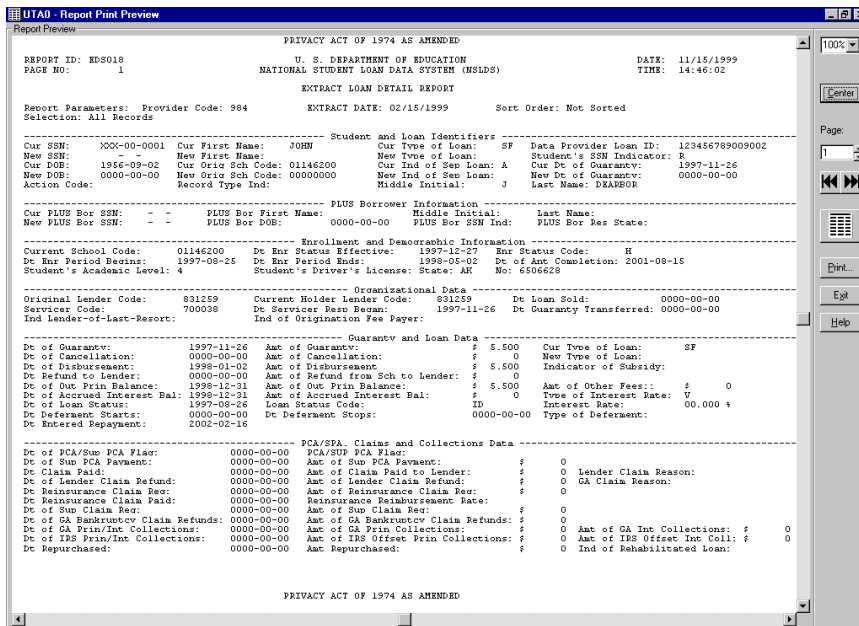 UTA0 - Report Print Preview
Report Preview
PRIVACY ACT OF 1974 AS AMENDED
REPORT ID: EDS018 U. S. DEPARTMENT OF EDUCATION DATE: 11/15/1999
PAGE NO: 1 NATIONAL STUDENT LOAN DATA SYSTEM (NSLDS) TIME: 14:46:02
EXTRACT LOAN DETAIL REPORT
Report Parameters: Provider Code: 984 EXTRACT DATE: 02/15/1999 Sort Order: Not Sorted
Selection: All Records
Student and Loan Identifiers
Cur SSN: XXX-00-0001 Cur First Name: JOHN Cur Type of Loan: SF Data Provider Loan ID: 123456789009002
New SSN: - - New First Name: New Type of Loan: Student's SSN Indicator: R
Cur DOB: 1956-09-02 Cur Orig Sch Code: 01146200 Cur Ind of Sep Loan: A Cur Dt of Guaranty: 1997-11-26
New DOB: 0000-00-00 New Orig Sch Code: 00000000 New Ind of Sep Loan: New Dt of Guaranty: 0000-00-00
Action Code: Record Type Ind: Middle Initial: J Last Name: DEARBOR
PLUS Borrower Information
Cur PLUS Bor SSN: - - PLUS Bor First Name: Middle Initial: Last Name:
New PLUS Bor SSN: - - PLUS Bor DOB: 0000-00-00 PLUS Bor SSN Ind: PLUS Bor Res State:
Enrollment and Demographic Information
Current School Code: 01146200 Dt Enr Status Effective: 1997-12-27 Enr Status Code: H
Dt Enr Period Begins: 1997-08-25 Dt Enr Period Ends: 1998-05-02 Dt of Ant Completion: 2001-08-15
Student's Academic Level: 4 Student's Driver's License: State: AK No: 6506628
Organizational Data
Original Lender Code: 831259 Current Holder Lender Code: 831259 Dt Loan Sold: 0000-00-00
Servicer Code: 700038 Dt Servicer Resp Began: 1997-11-26 Dt Guaranty Transferred: 0000-00-00
Ind Lender-of-Last-Resort: Ind of Origination Fee Payer:
Guaranty and Loan Data
Dt of Guaranty: 1997-11-26 Amt of Guaranty: $ 5.500 Cur Type of Loan: SF
Dt of Cancellation: 0000-00-00 Amt of Cancellation: $ 0 New Type of Loan:
Dt of Disbursement: 1998-01-02 Amt of Disbursement $ 5.500 Indicator of Subsidy:
Dt of Refund to Lender: 0000-00-00 Amt of Refund from Sch to Lender: $ 0
Dt of Out Prin Balance: 1998-12-31 Amt of Out Prin Balance: $ 5.500 Amt of Other Fees:: $ 0
Dt of Accrued Interest Bal: 1998-12-31 Amt of Accrued Interest Bal: $ 0 Type of Interest Rate: V
Dt of Loan Status: 1997-08-26 Loan Status Code: ID Interest Rate: 00.000 %
Dt Deferment Starts: 0000-00-00 Dt Deferment Stops: 0000-00-00 Type of Deferment:
Dt Entered Repayment: 2002-02-16
PCA/SPA. Claims and Collections Data
Dt of PCA/Sup PCA Flag: 0000-00-00 PCA/SUP PCA Flag:
Dt of Sup PCA Payment: 0000-00-00 Amt of Sup PCA Payment: $ 0
Dt Claim Paid: 0000-00-00 Amt of Claim Paid to Lender: $ 0 Lender Claim Reason:
Dt of Lender Claim Refund: 0000-00-00 Amt of Lender Claim Refund: $ 0 GA Claim Reason:
Dt Reinsurance Claim Req: 0000-00-00 Amt of Reinsurance Claim Req: $ 0
Dt Reinsurance Claim Paid: 0000-00-00 Reinsurance Reimbursement Rate:
Dt of Sup Claim Req: 0000-00-00 Amt of Sup Claim Req: $ 0
Dt of GA Bankruptcy Claim Refunds: 0000-00-00 Amt of GA Bankruptcy Claim Refunds: $ 0
Dt of GA Prin/Int Collections: 0000-00-00 Amt of GA Prin Collections: $ 0 Amt of GA Int Collections: $ 0
Dt of IRS Prin/Int Collections: 0000-00-00 Amt of IRS Offset Prin Collections: $ 0 Amt of IRS Offset Int Coll: $ 0
Dt Repurchased: 0000-00-00 Amt Repurchased: $ 0 Ind of Rehabilitated Loan:
PRIVACY ACT OF 1974 AS AMENDED
100%
Center
Page:
1
Print...
Exit
Help